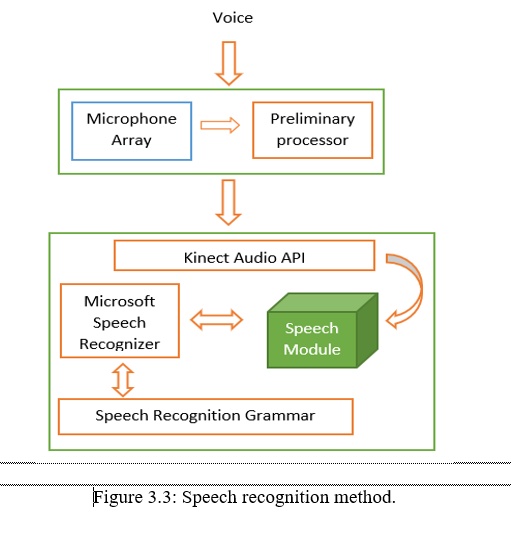 Voice
Microphone
Array
Preliminary
processor
Kinect Audio API
Microsoft
Speech
Recognizer
Speech
Module
Speech Recognition Grammar
Figure 3.3: Speech recognition method.